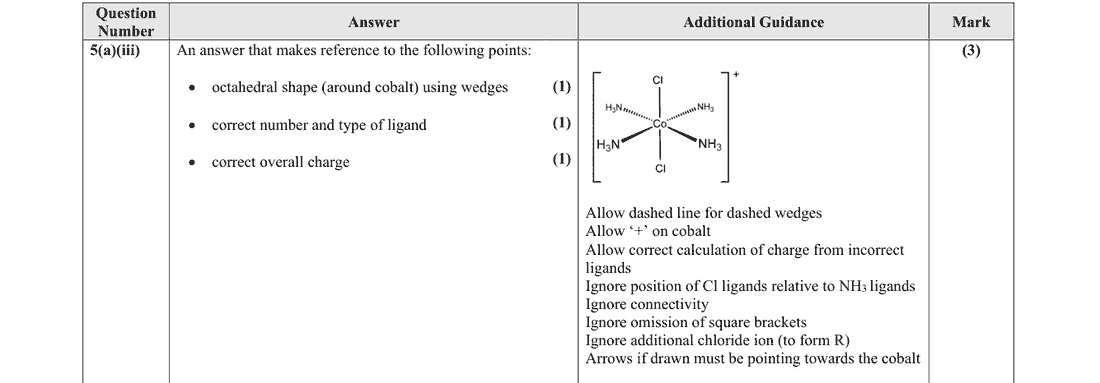 Question Number
Answer
Additional Guidance
Mark
5(a)(iii)
An answer that makes reference to the following points:
• octahedral shape (around cobalt) using wedges (1)
• correct number and type of ligand (1)
• correct overall charge (1)
(3)
Cl
+
H₃N
NH₃
Co
H₃N
NH₃
Cl
Allow dashed line for dashed wedges
Allow ‘+’ on cobalt
Allow correct calculation of charge from incorrect
ligands
Ignore position of Cl ligands relative to NH₃ ligands
Ignore connectivity
Ignore omission of square brackets
Ignore additional chloride ion (to form R)
Arrows if drawn must be pointing towards the cobalt